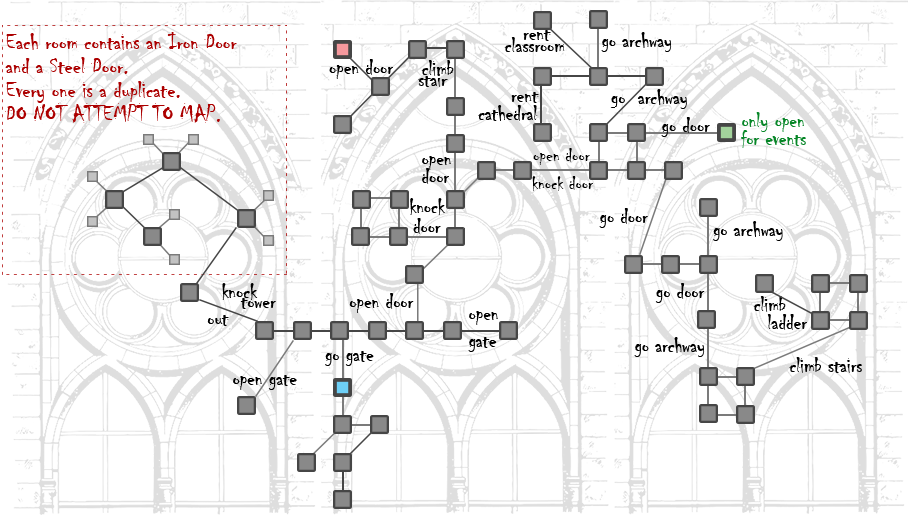 Each room contains an Iron Door
and a Steel Door.
Every one is a duplicate.
DO NOT ATTEMPT TO MAP.
open door
climb
stair
rent
classroom
go archway
rent
cathedral
go archway
go door
only open
for events
open
door
open door
knock door
knock
door
go door
go archway
go door
knock
tower
out
open door
open
gate
go gate
open gate
climb
ladder
go archway
climb stairs